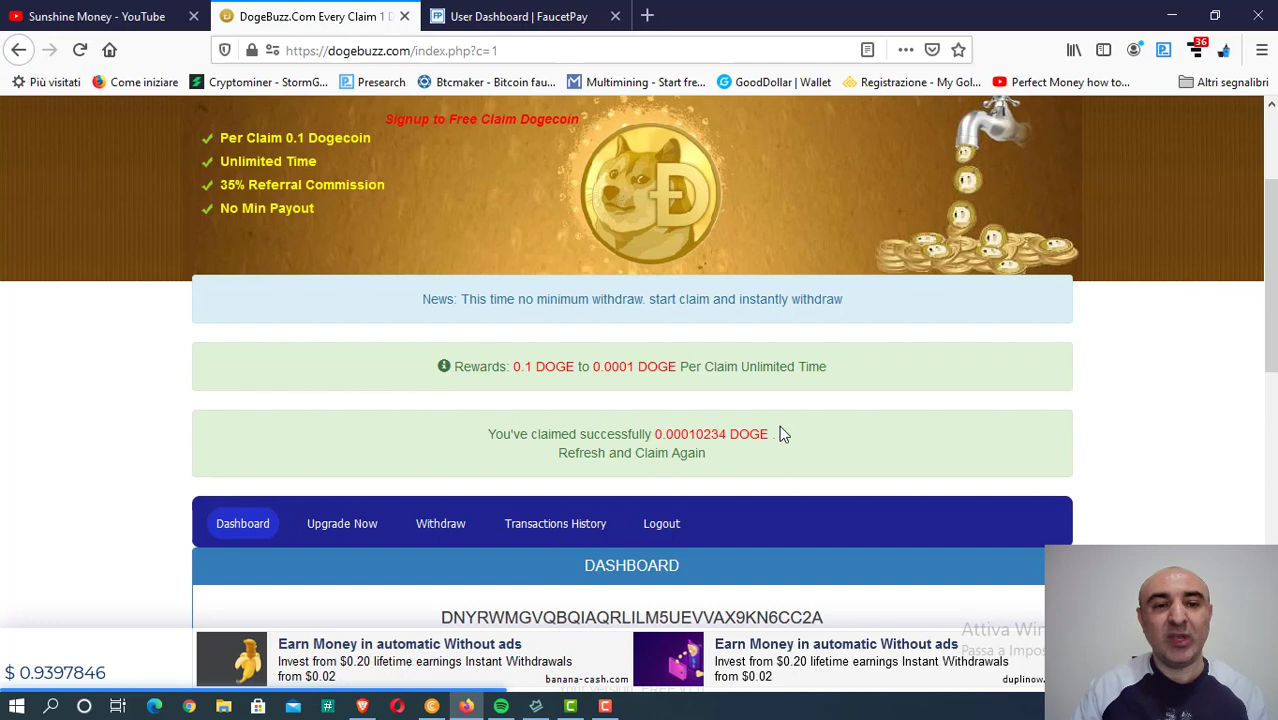 Sunshine Money - YouTube
DogeBuzz.Com Every Claim 1 D
User Dashboard | FaucetPay
https://dogebuzz.com/index.php?c=1
36
Più visitati
Come iniziare
Cryptominer - StormG...
Presearch
Btcmaker - Bitcoin fau...
Multimining - Start free...
GoodDollar | Wallet
Registrazione - My Gol...
Perfect Money how to...
Altri segnalibri
Signup to Free Claim Dogecoin
Per Claim 0.1 Dogecoin
Unlimited Time
35% Referral Commission
No Min Payout
News: This time no minimum withdraw. start claim and instantly withdraw
Rewards: 0.1 DOGE to 0.0001 DOGE Per Claim Unlimited Time
You've claimed successfully 0.00010234 DOGE .
Refresh and Claim Again
Dashboard
Upgrade Now
Withdraw
Transactions History
Logout
DASHBOARD
DNYRWMGVQBQIAQRLILM5UEVVAX9KN6CC2A
Earn Money in automatic Without ads
Invest from $0.20 lifetime earnings Instant Withdrawals
from $0.02
banana-cash.com
Earn Money in automatic Without ads
Invest from $0.20 lifetime earnings Instant Withdrawals
from $0.02
duplinow.
Attiva Win
Passa a Impos
$ 0.9397846